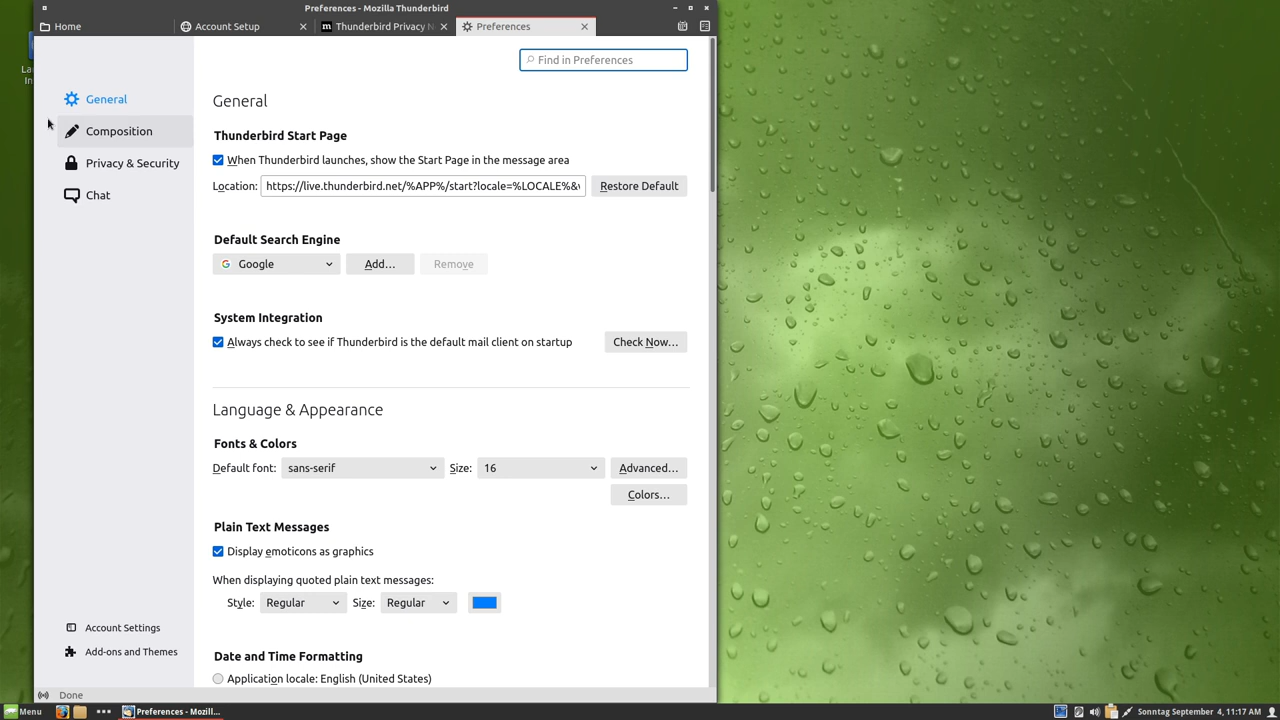 Preferences - Mozilla Thunderbird
Home
Account Setup
Thunderbird Privacy N
Preferences
Find in Preferences
General
Composition
Privacy & Security
Chat
General
Thunderbird Start Page
When Thunderbird launches, show the Start Page in the message area
Location: https://live.thunderbird.net/%APP%/start?locale=%LOCALE%& Restore Default
Default Search Engine
Google Add… Remove
System Integration
Always check to see if Thunderbird is the default mail client on startup Check Now…
Language & Appearance
Fonts & Colors
Default font: sans-serif Size: 16 Advanced…
Colors…
Plain Text Messages
Display emoticons as graphics
When displaying quoted plain text messages:
Style: Regular Size: Regular
Date and Time Formatting
Application locale: English (United States)
Account Settings
Add-ons and Themes
Done
Menu
Preferences - Mozill...
Sonntag September 4, 11:17 AM